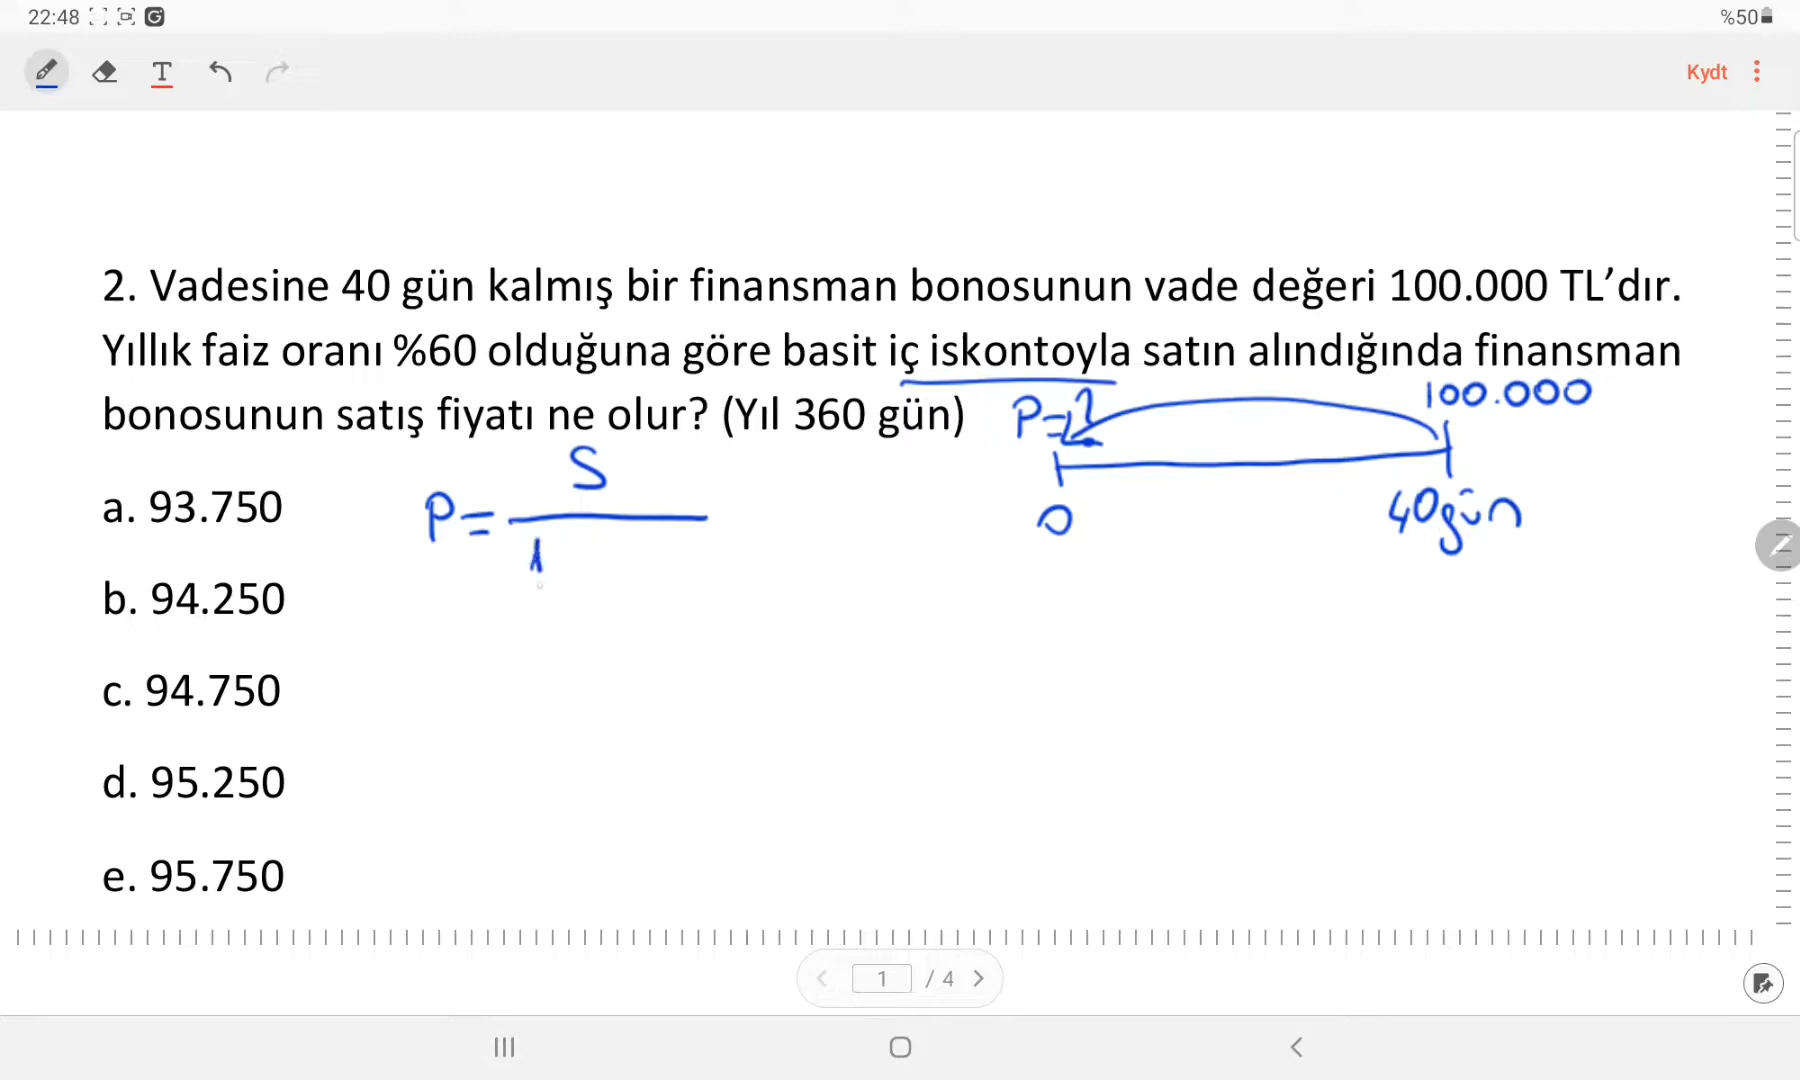 22:48
%50
T
Kydt
2. Vadesine 40 gün kalmış bir finansman bonosunun vade değeri 100.000 TL’dır.
Yıllık faiz oranı %60 olduğuna göre basit iç iskontoyla satın alındığında finansman
bonosunun satış fiyatı ne olur? (Yıl 360 gün)
P=?
100.000
0
40gün
a. 93.750
P=
S
1
b. 94.250
c. 94.750
d. 95.250
e. 95.750
1 / 4